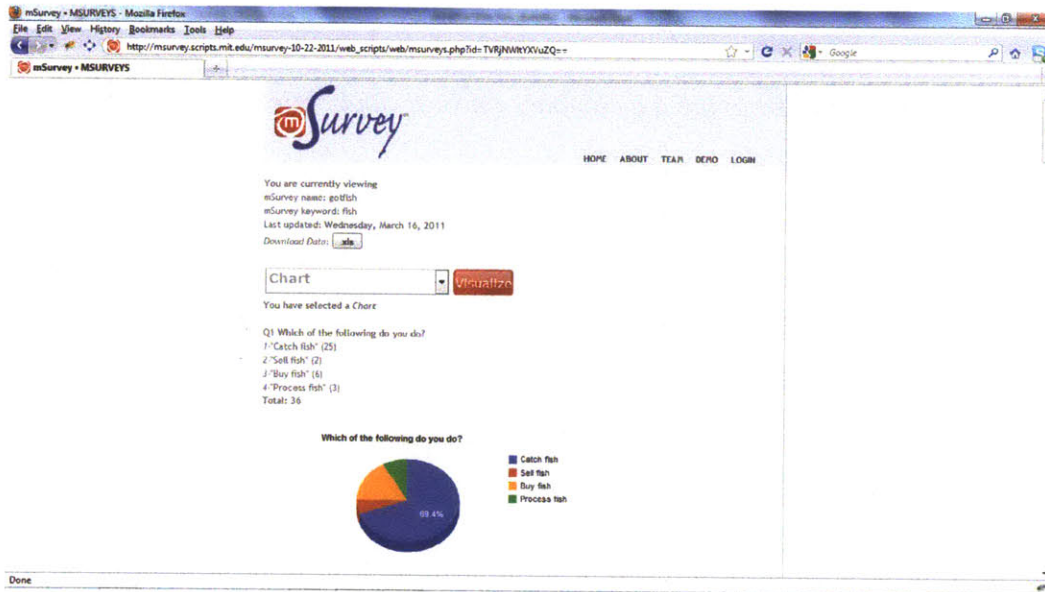 mSurvey • MSURVEYS - Mozilla Firefox
File Edit View History Bookmarks Tools Help
http://msurvey.scripts.mit.edu/msurvey-10-22-2011/web_scripts/web/msurveys.php?id=TVRjNWItYXVuZQ==
Google
mSurvey • MSURVEYS
mSurvey
HOME ABOUT TEAM DEMO LOGIN
You are currently viewing
mSurvey name: gotfish
mSurvey keyword: fish
Last updated: Wednesday, March 16, 2011
Download Data: .xls
Chart Visualize
You have selected a Chart
Q1 Which of the following do you do?
1-"Catch fish" (25)
2-"Sell fish" (2)
3-"Buy fish" (6)
4-"Process fish" (3)
Total: 36
Which of the following do you do?
Catch fish
Sell fish
Buy fish
Process fish
69.4%
Done